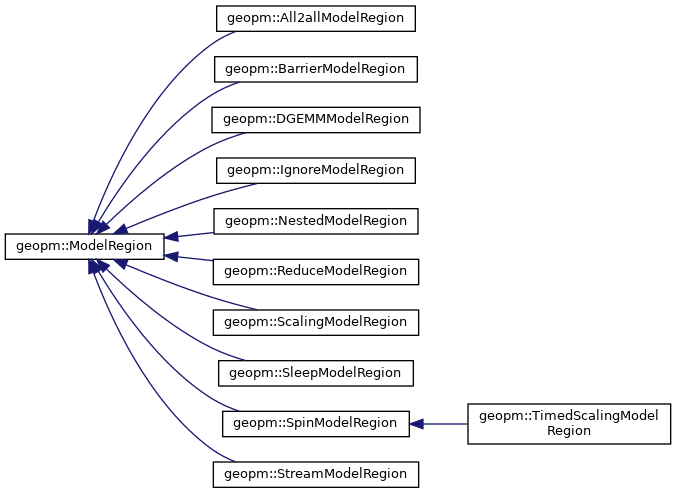 geopm::All2allModelRegion
geopm::BarrierModelRegion
geopm::DGEMMModelRegion
geopm::IgnoreModelRegion
geopm::NestedModelRegion
geopm::ModelRegion
geopm::ReduceModelRegion
geopm::ScalingModelRegion
geopm::SleepModelRegion
geopm::SpinModelRegion
geopm::TimedScalingModel
Region
geopm::StreamModelRegion